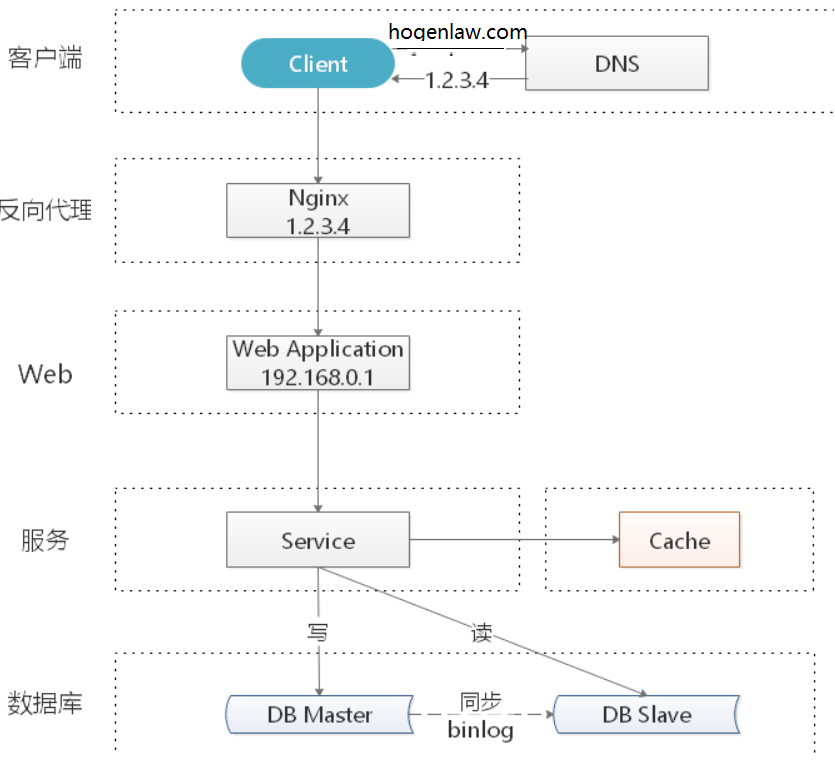 客户端
hogenlaw.com
Client
DNS
1.2.3.4
反向代理
Nginx
1.2.3.4
Web
Web Application
192.168.0.1
服务
Service
Cache
写
读
数据库
DB Master
同步
binlog
DB Slave